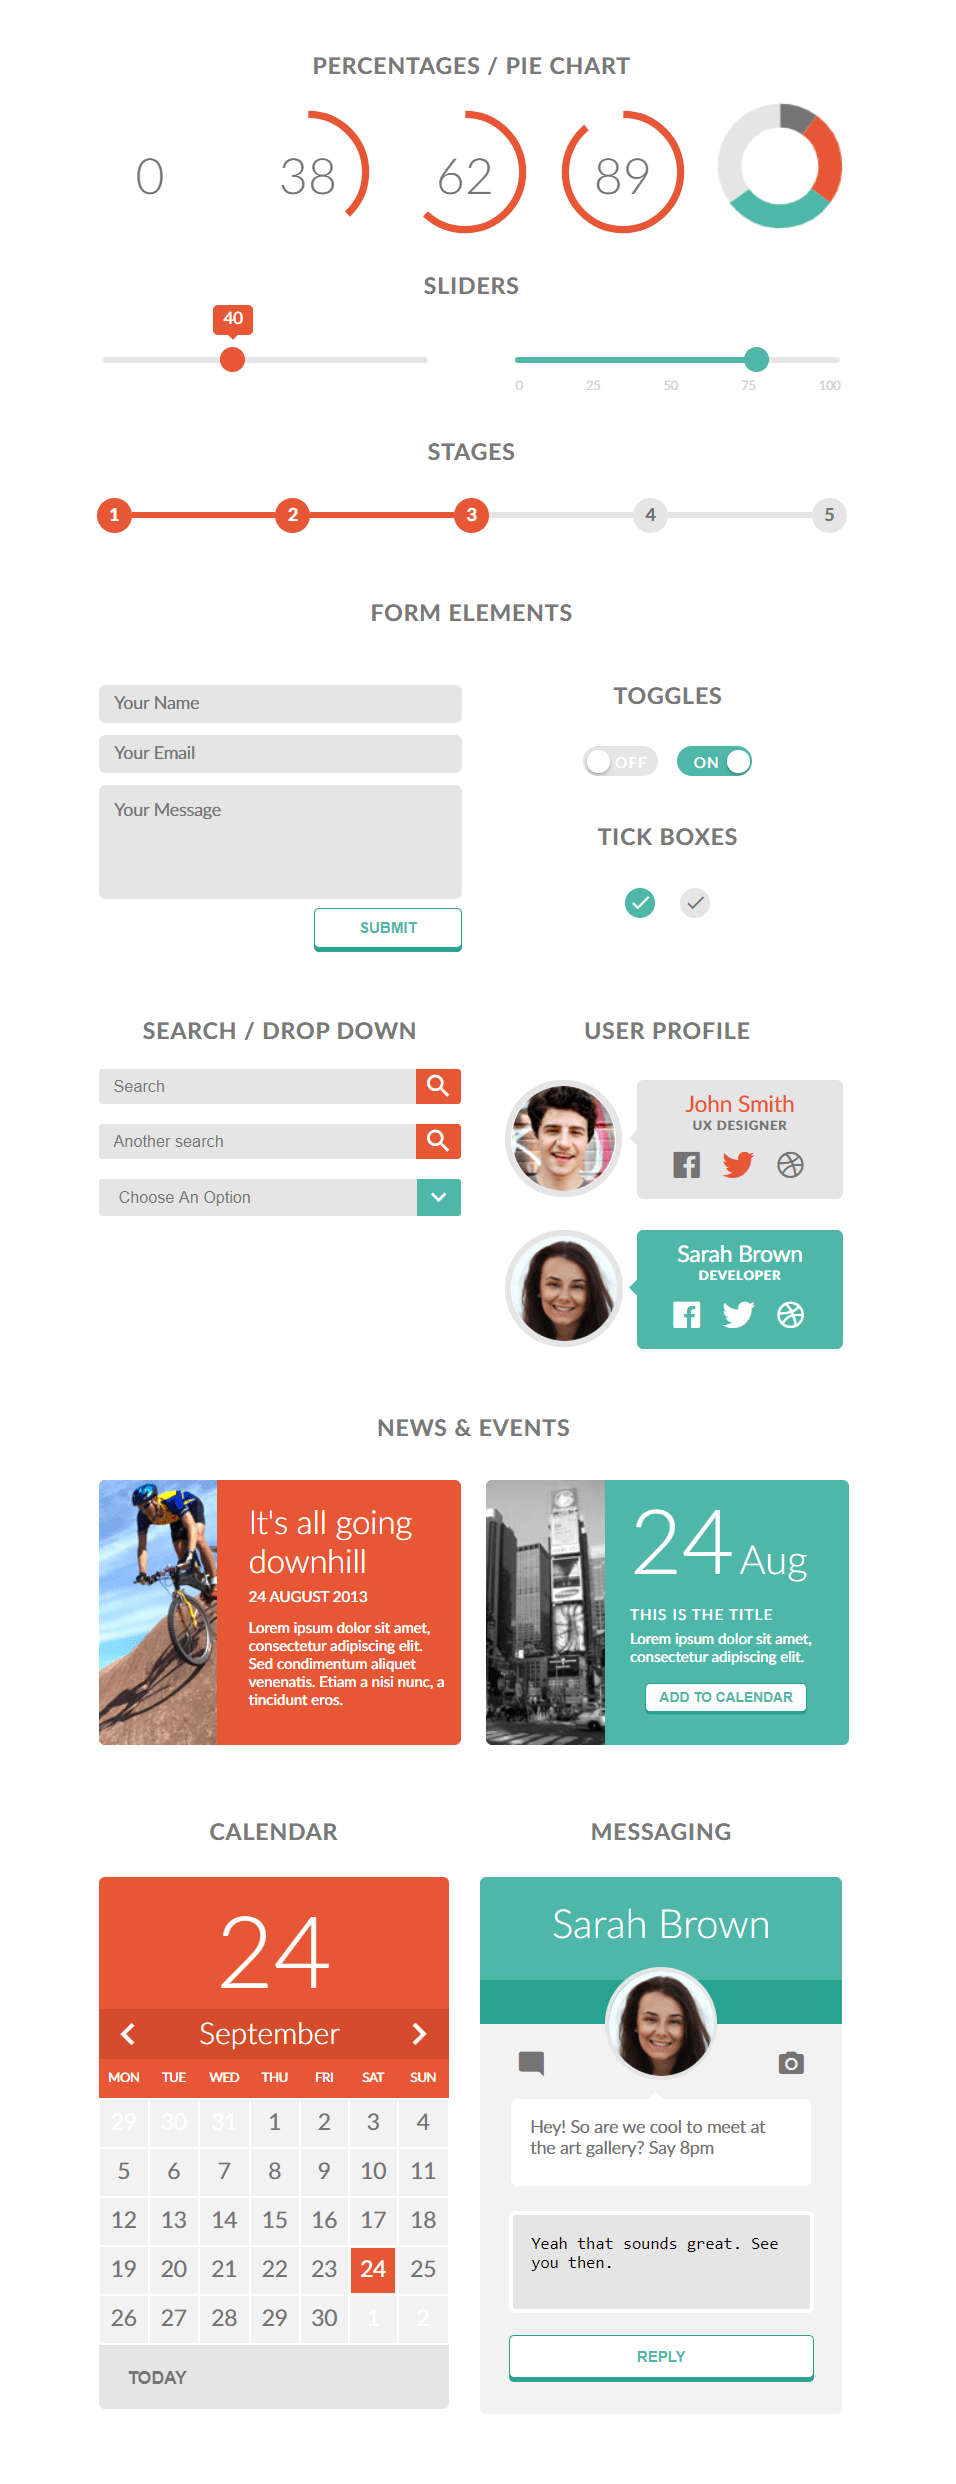 PERCENTAGES / PIE CHART
0
38
62
89
SLIDERS
40
0 25 50 75 100
STAGES
1 2 3 4 5
FORM ELEMENTS
Your Name
Your Email
Your Message
SUBMIT
TOGGLES
OFF
ON
TICK BOXES
SEARCH / DROP DOWN
Search
Another search
Choose An Option
USER PROFILE
John Smith
UX DESIGNER
Sarah Brown
DEVELOPER
NEWS & EVENTS
It's all going
downhill
24 AUGUST 2013
Lorem ipsum dolor sit amet,
consectetur adipiscing elit.
Sed condimentum aliquet
venenatis. Etiam a nisi nunc, a
tincidunt eros.
24 Aug
THIS IS THE TITLE
Lorem ipsum dolor sit amet,
consectetur adipiscing elit.
ADD TO CALENDAR
CALENDAR
24
September
MON TUE WED THU FRI SAT SUN
29 30 31 1 2 3 4
5 6 7 8 9 10 11
12 13 14 15 16 17 18
19 20 21 22 23 24 25
26 27 28 29 30 1 2
TODAY
MESSAGING
Sarah Brown
Hey! So are we cool to meet at
the art gallery? Say 8pm
Yeah that sounds great. See
you then.
REPLY